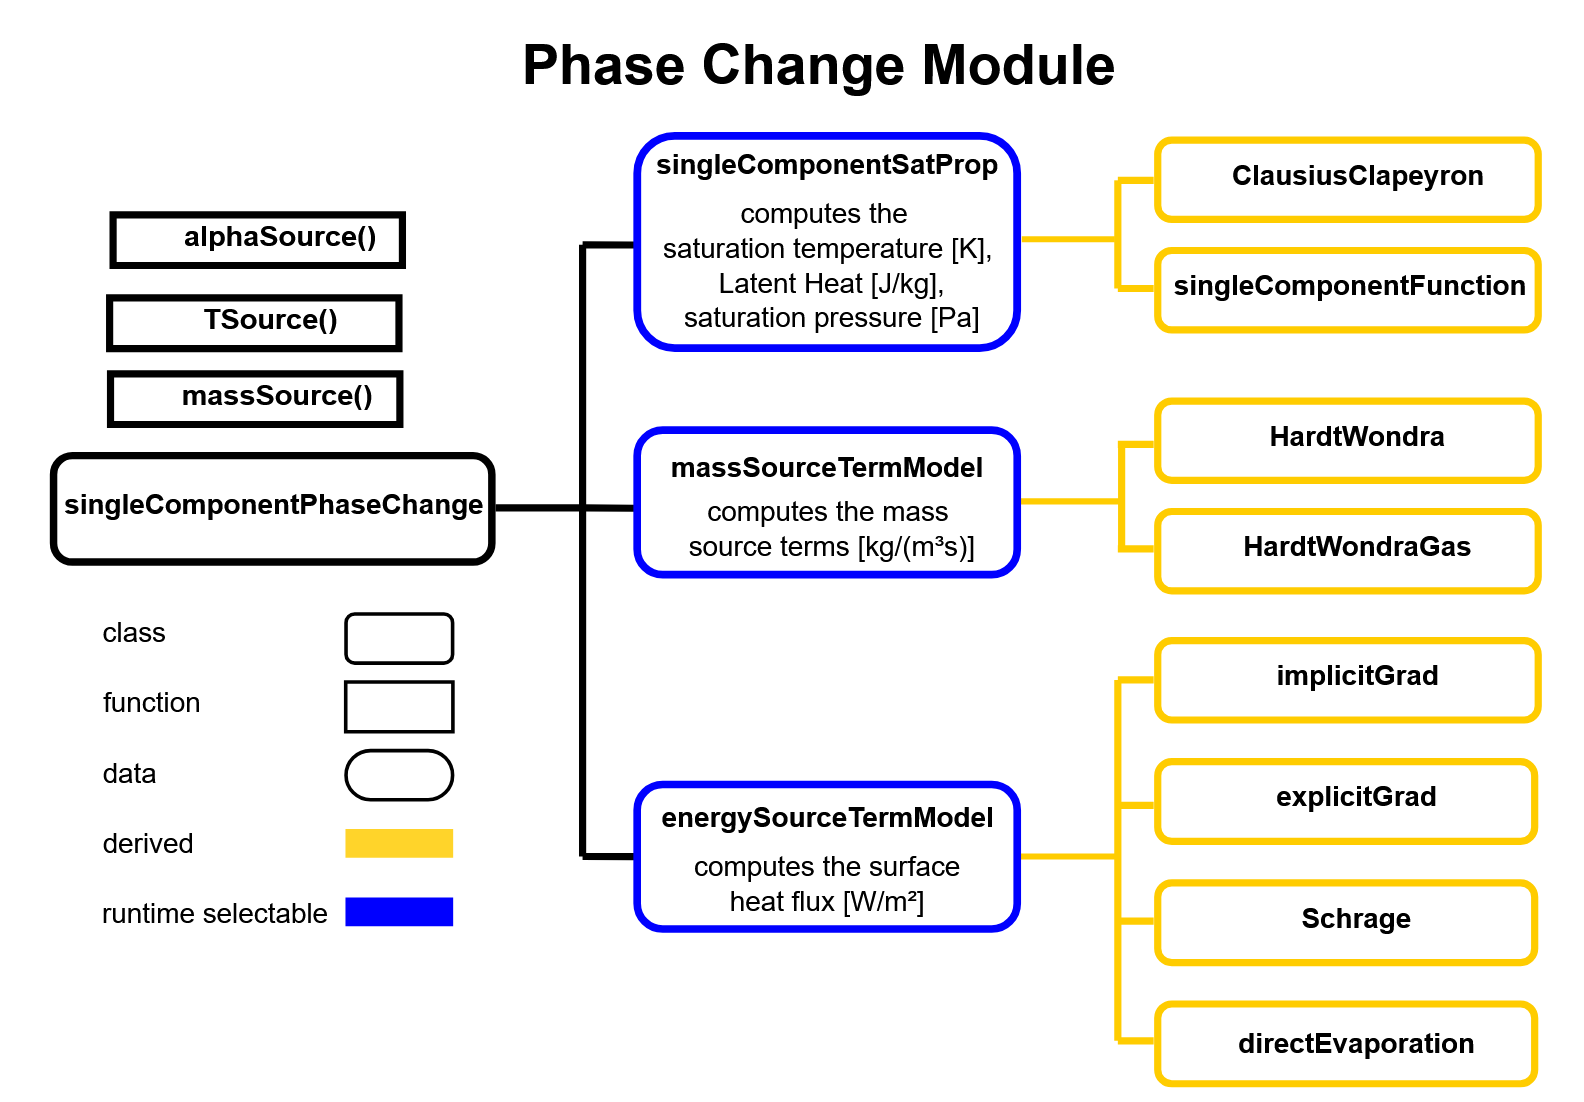 Phase Change Module
alphaSource()
TSource()
massSource()
singleComponentPhaseChange
class
function
data
derived
runtime selectable
singleComponentSatProp
computes the
saturation temperature [K],
Latent Heat [J/kg],
saturation pressure [Pa]
massSourceTermModel
computes the mass
source terms [kg/(m³s)]
energySourceTermModel
computes the surface
heat flux [W/m²]
ClausiusClapeyron
singleComponentFunction
HardtWondra
HardtWondraGas
implicitGrad
explicitGrad
Schrage
directEvaporation